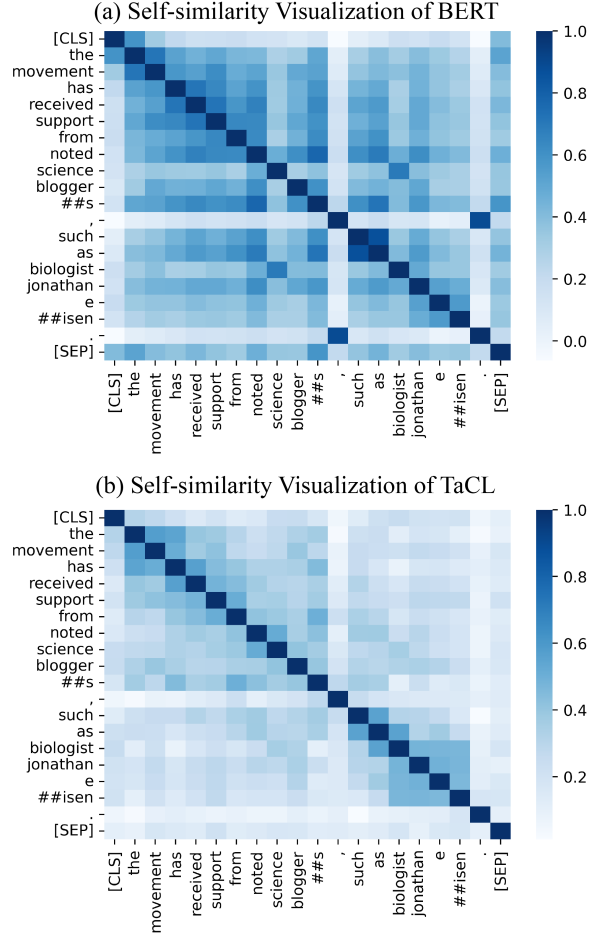 (a) Self-similarity Visualization of BERT
[CLS]
the
movement
has
received
support
from
noted
science
blogger
##s
,
such
as
biologist
jonathan
e
##isen
.
[SEP]
[CLS]
the
movement
has
received
support
from
noted
science
blogger
##s
,
such
as
biologist
jonathan
e
##isen
.
[SEP]
1.0
0.8
0.6
0.4
0.2
0.0
(b) Self-similarity Visualization of TaCL
[CLS]
the
movement
has
received
support
from
noted
science
blogger
##s
,
such
as
biologist
jonathan
e
##isen
.
[SEP]
[CLS]
the
movement
has
received
support
from
noted
science
blogger
##s
,
such
as
biologist
jonathan
e
##isen
.
[SEP]
1.0
0.8
0.6
0.4
0.2